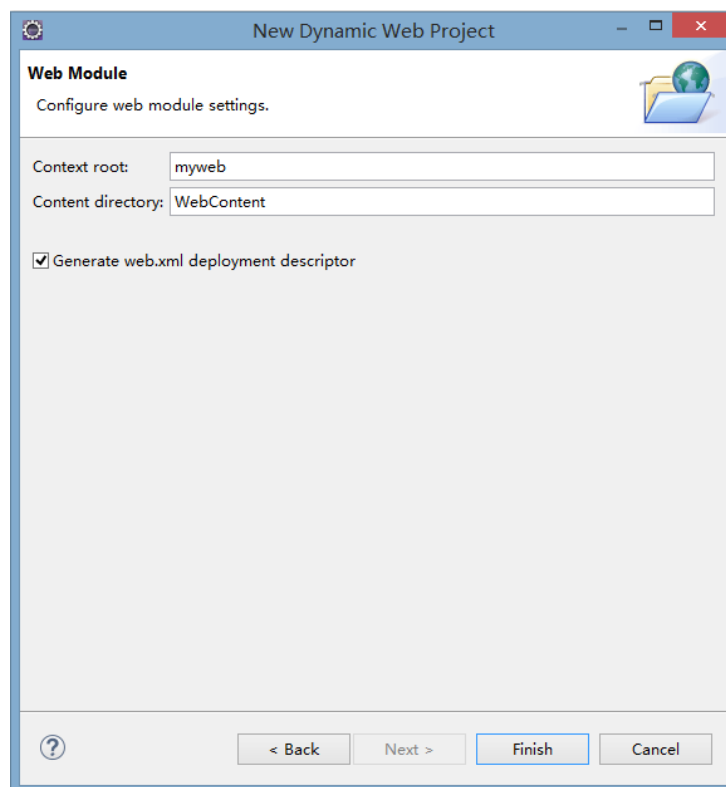 New Dynamic Web Project
Web Module
Configure web module settings.
Context root: myweb
Content directory: WebContent
Generate web.xml deployment descriptor
? < Back Next > Finish Cancel